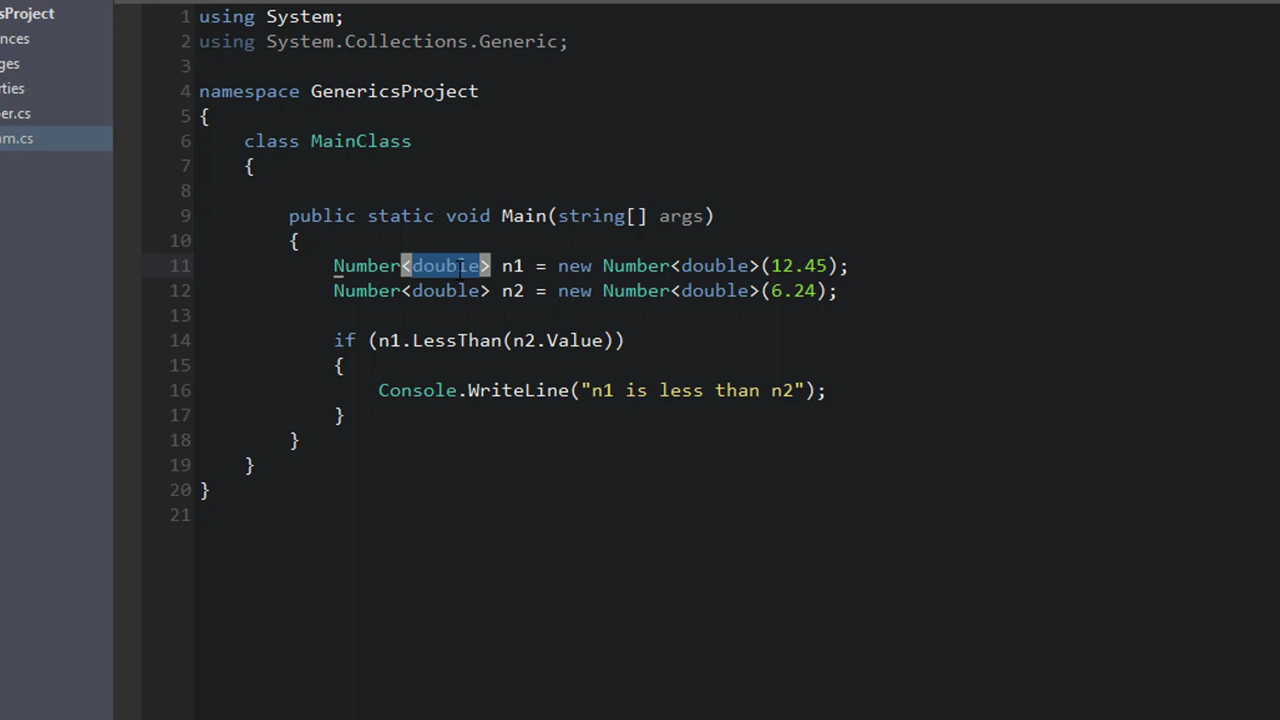 sProject
nces
ges
rties
er.cs
am.cs
1 using System;
2 using System.Collections.Generic;
3
4 namespace GenericsProject
5 {
6 class MainClass
7 {
8
9 public static void Main(string[] args)
10 {
11 Number<double> n1 = new Number<double>(12.45);
12 Number<double> n2 = new Number<double>(6.24);
13
14 if (n1.LessThan(n2.Value))
15 {
16 Console.WriteLine("n1 is less than n2");
17 }
18 }
19 }
20 }
21